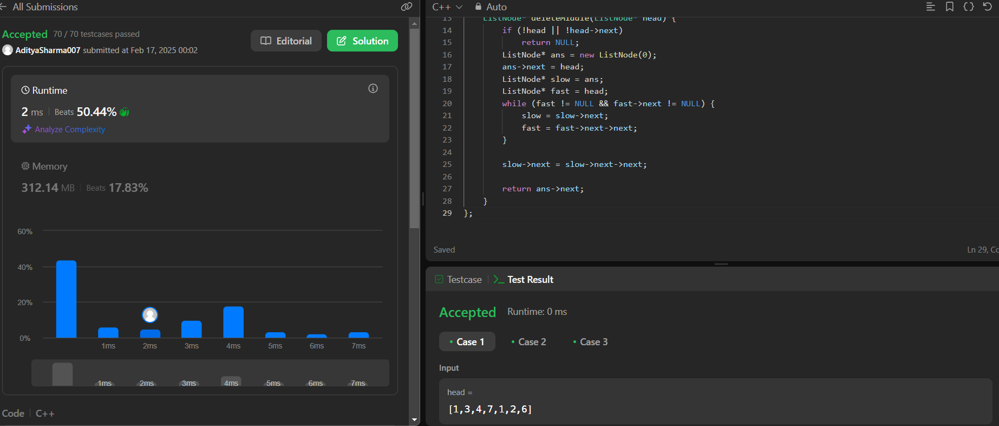 All Submissions
Accepted 70 / 70 testcases passed
AdityaSharma007 submitted at Feb 17, 2025 00:02
Editorial
Solution
Runtime
2 ms Beats 50.44%
Analyze Complexity
Memory
312.14 MB Beats 17.83%
60%
40%
20%
0%
1ms 2ms 3ms 4ms 5ms 6ms 7ms
1ms 2ms 3ms 4ms 5ms 6ms 7ms
Code C++
C++ Auto
13 ListNode* deleteMiddle(ListNode* head) {
14 if (!head || !head->next)
15 return NULL;
16 ListNode* ans = new ListNode(0);
17 ans->next = head;
18 ListNode* slow = ans;
19 ListNode* fast = head;
20 while (fast != NULL && fast->next != NULL) {
21 slow = slow->next;
22 fast = fast->next->next;
23 }
24
25 slow->next = slow->next->next;
26
27 return ans->next;
28 }
29 };
Saved
Ln 29, Co
Testcase
>_ Test Result
Accepted Runtime: 0 ms
• Case 1 • Case 2 • Case 3
Input
head =
[1,3,4,7,1,2,6]